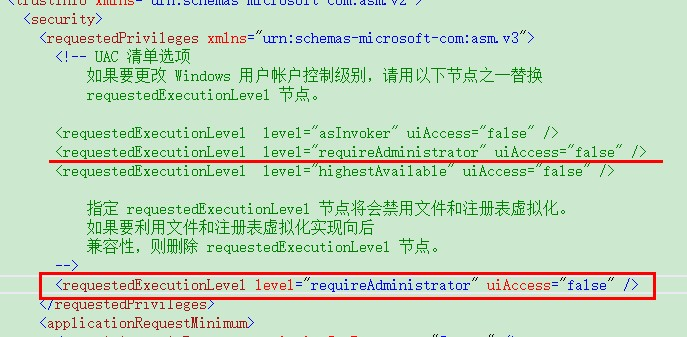 <trustInfo xmlns="urn:schemas-microsoft-com:asm.v2">
<security>
<requestedPrivileges xmlns="urn:schemas-microsoft-com:asm.v3">
<!-- UAC 清单选项
如果要更改 Windows 用户帐户控制级别，请用以下节点之一替换
requestedExecutionLevel 节点。
<requestedExecutionLevel  level="asInvoker" uiAccess="false" />
<requestedExecutionLevel  level="requireAdministrator" uiAccess="false" />
<requestedExecutionLevel  level="highestAvailable" uiAccess="false" />
指定 requestedExecutionLevel 节点将会禁用文件和注册表虚拟化。
如果要利用文件和注册表虚拟化实现向后
兼容性，则删除 requestedExecutionLevel 节点。
-->
<requestedExecutionLevel level="requireAdministrator" uiAccess="false" />
</requestedPrivileges>
<applicationRequestMinimum>